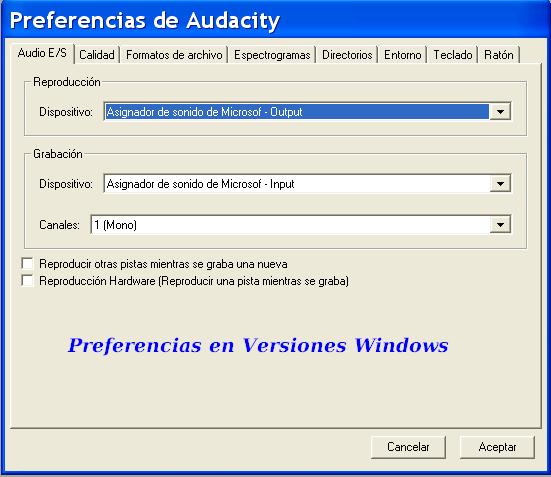 Preferencias de Audacity
Audio E/S Calidad Formatos de archivo Espectrogramas Directorios Entorno Teclado Ratón
Reproducción
Dispositivo: Asignador de sonido de Microsof - Output
Grabación
Dispositivo: Asignador de sonido de Microsof - Input
Canales: 1 (Mono)
Reproducir otras pistas mientras se graba una nueva
Reproducción Hardware (Reproducir una pista mientras se graba)
Preferencias en Versiones Windows
Cancelar Aceptar